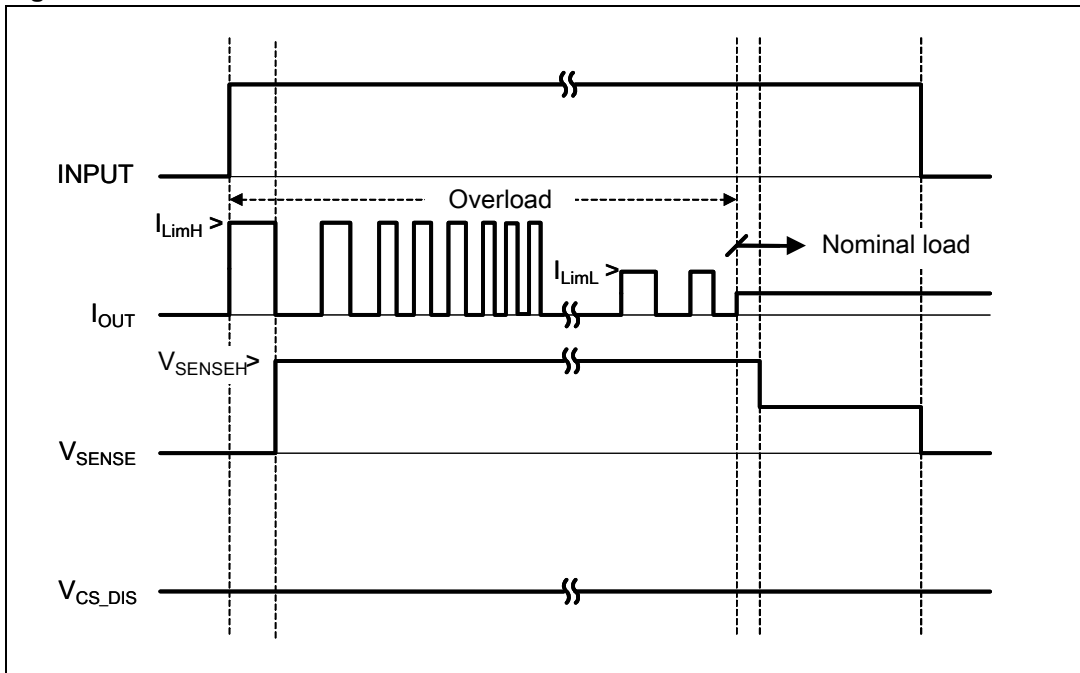 INPUT
Overload
I_LimH >
Nominal load
I_LimL >
I_OUT
V_SENSEH>
V_SENSE
V_CS_DIS